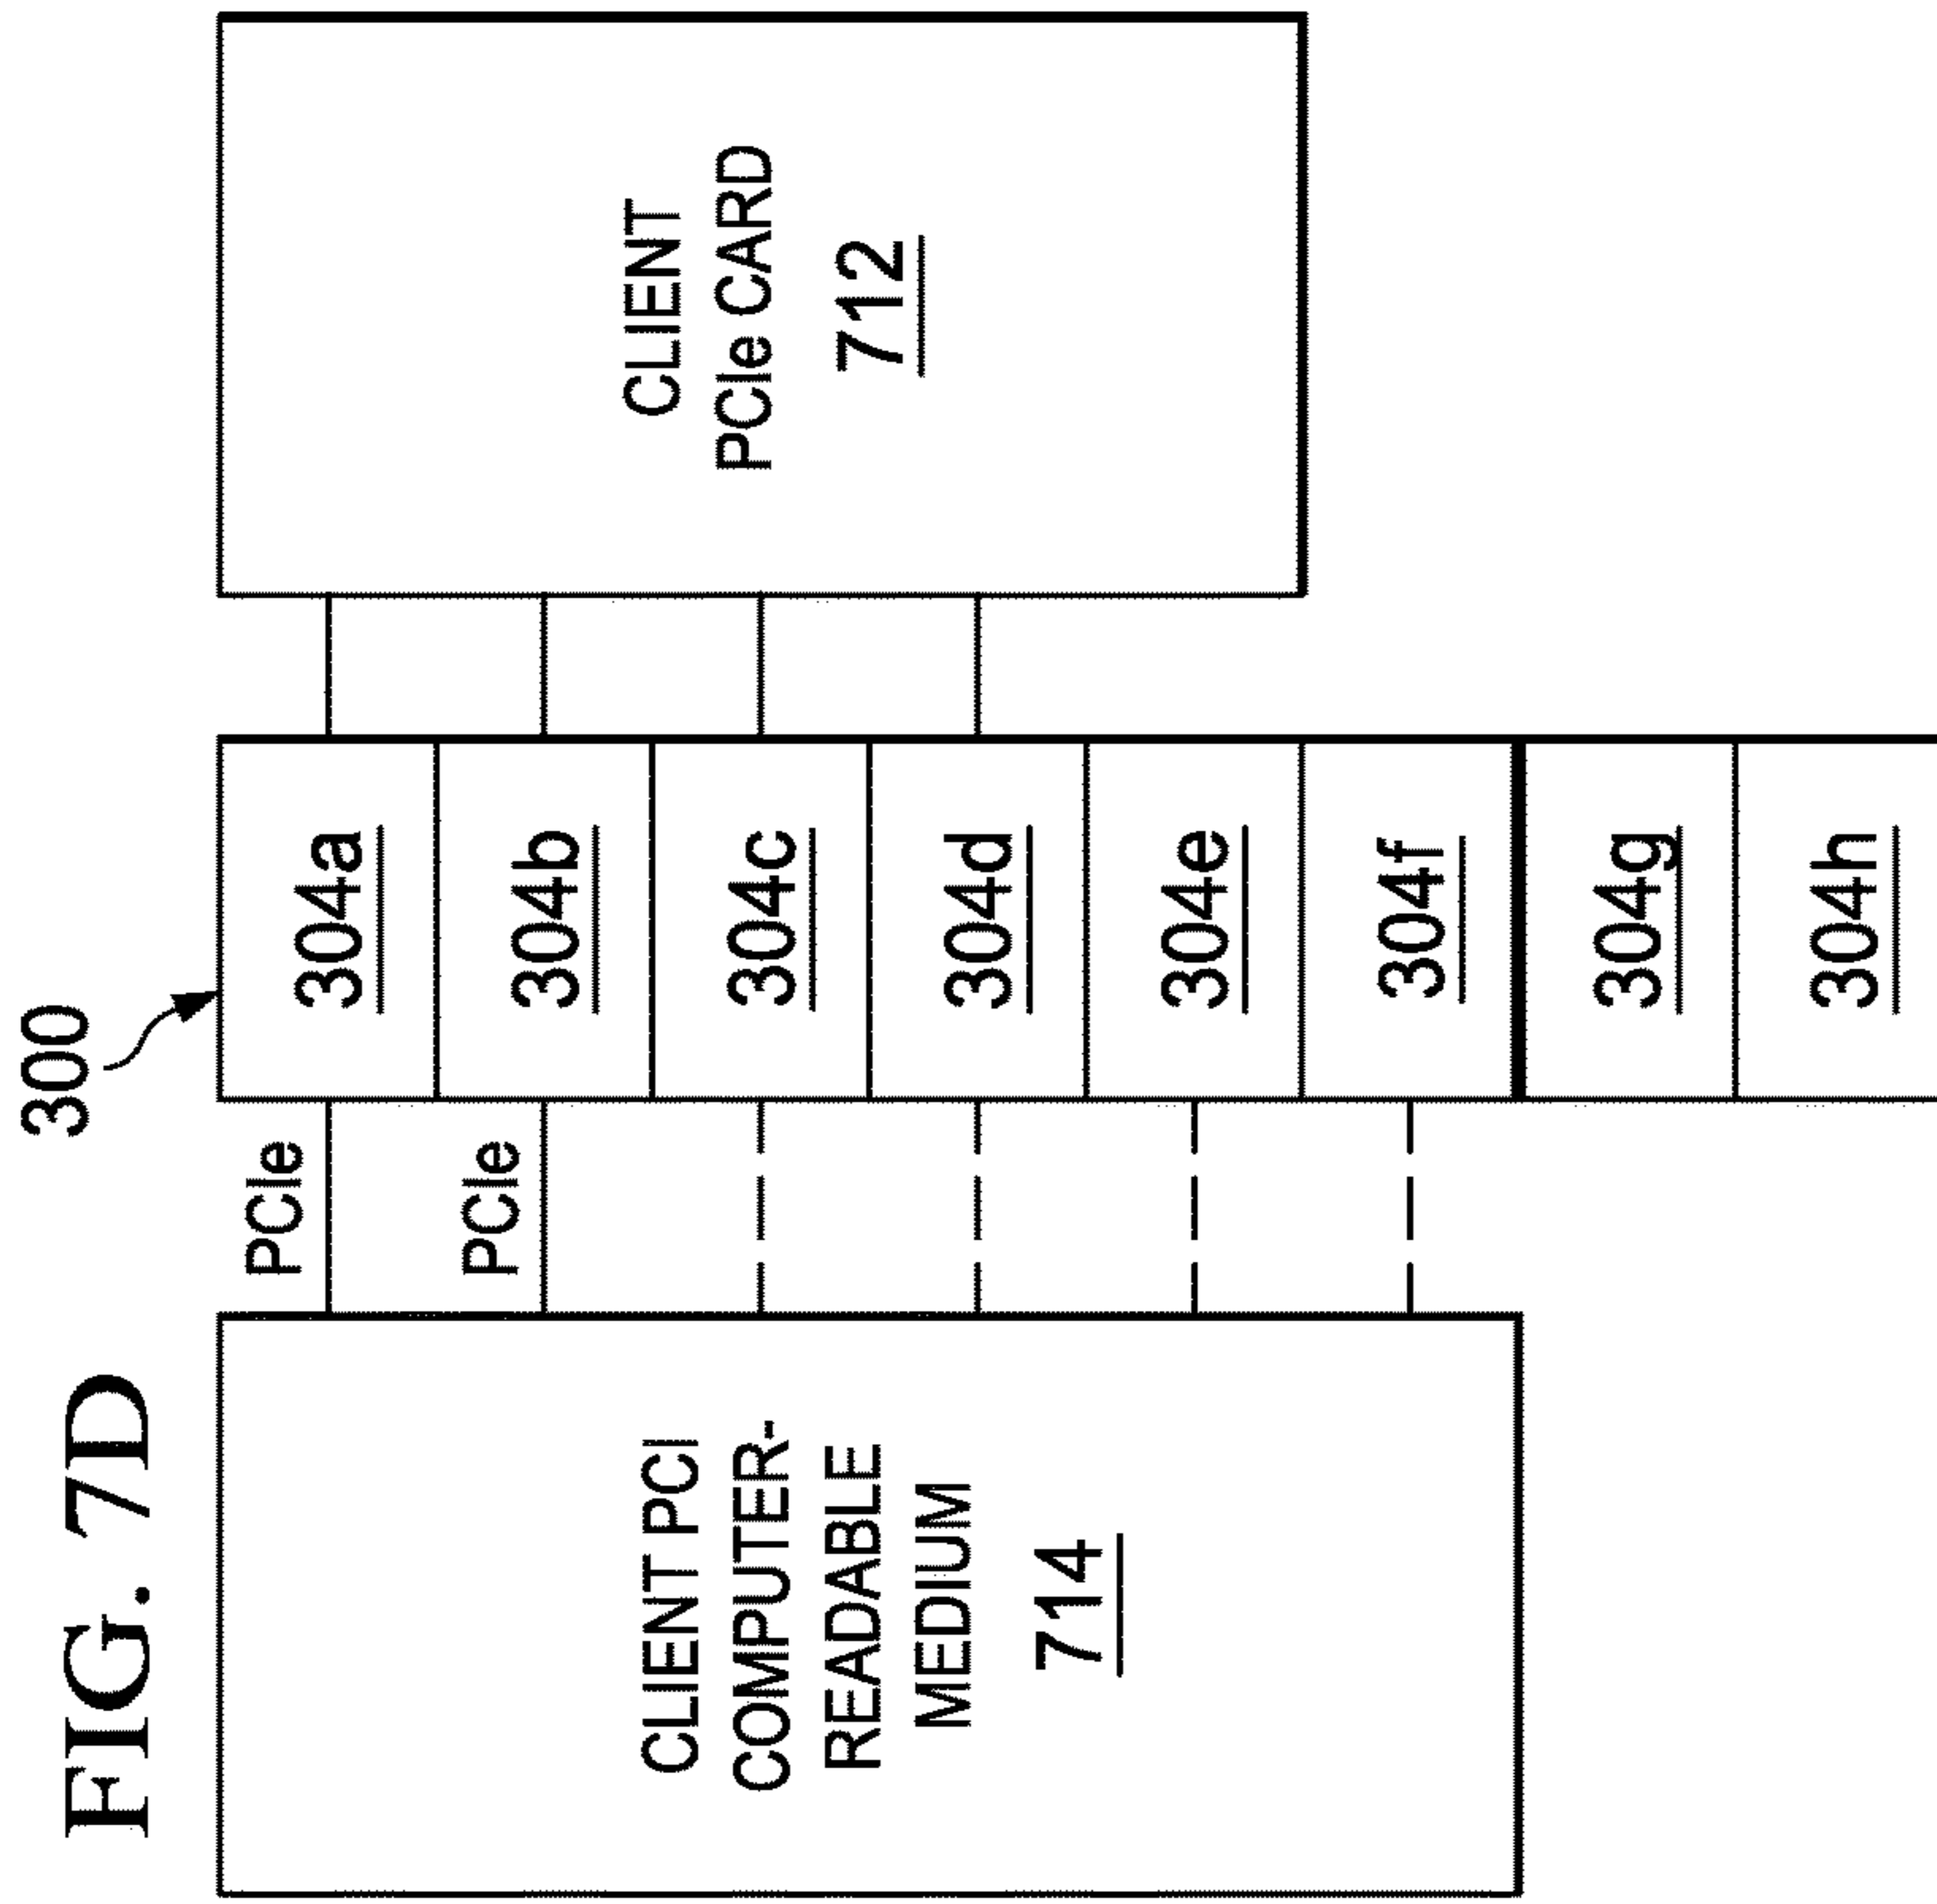 FIG. 7D
300
CLIENT PCI
COMPUTER-
READABLE
MEDIUM
714
PCIe
PCIe
304a
304b
304c
304d
304e
304f
304g
304h
CLIENT
PCIe CARD
712